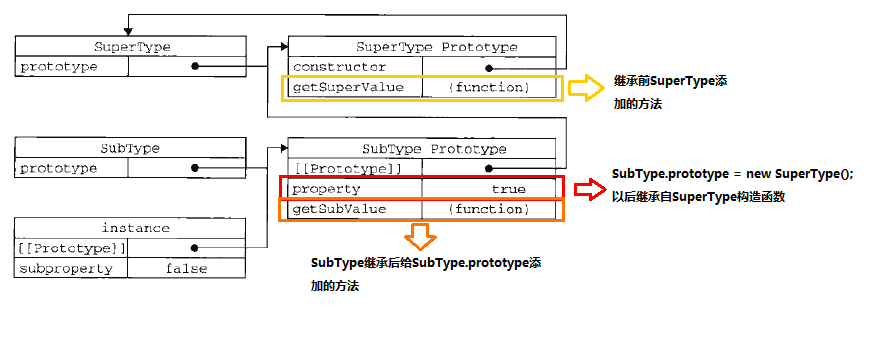 SuperType
prototype
SuperType Prototype
constructor
getSuperValue (function)
继承前SuperType添
加的方法
SubType
prototype
SubType Prototype
[[Prototype]]
property true
getSubValue (function)
SubType.prototype = new SuperType();
以后继承自SuperType构造函数
instance
[[Prototype]]
subproperty false
SubType继承后给SubType.prototype添
加的方法